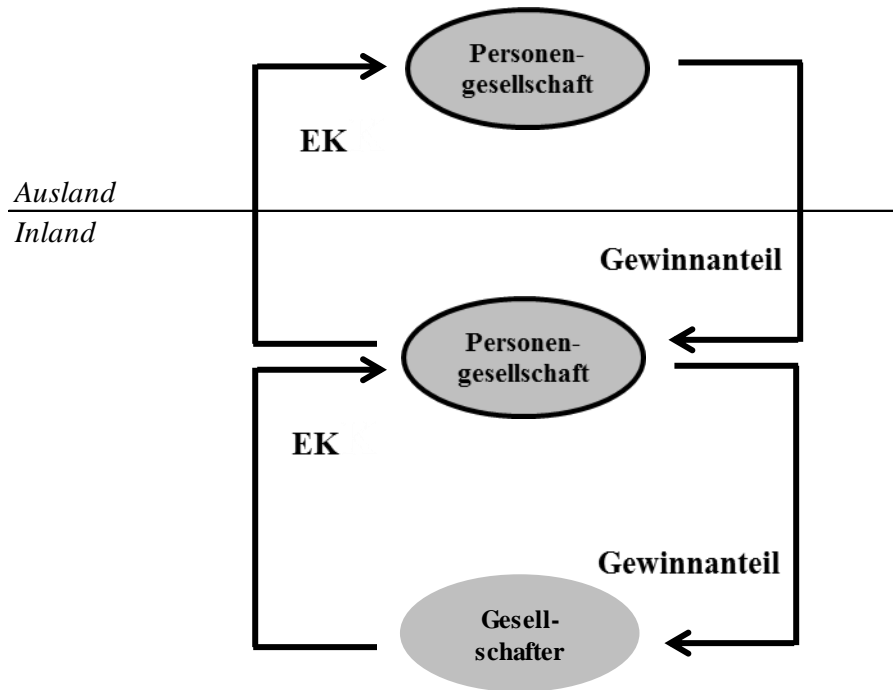 Personen-
gesellschaft
EK
Ausland
Inland
Gewinnanteil
Personen-
gesellschaft
EK
Gewinnanteil
Gesell-
schafter